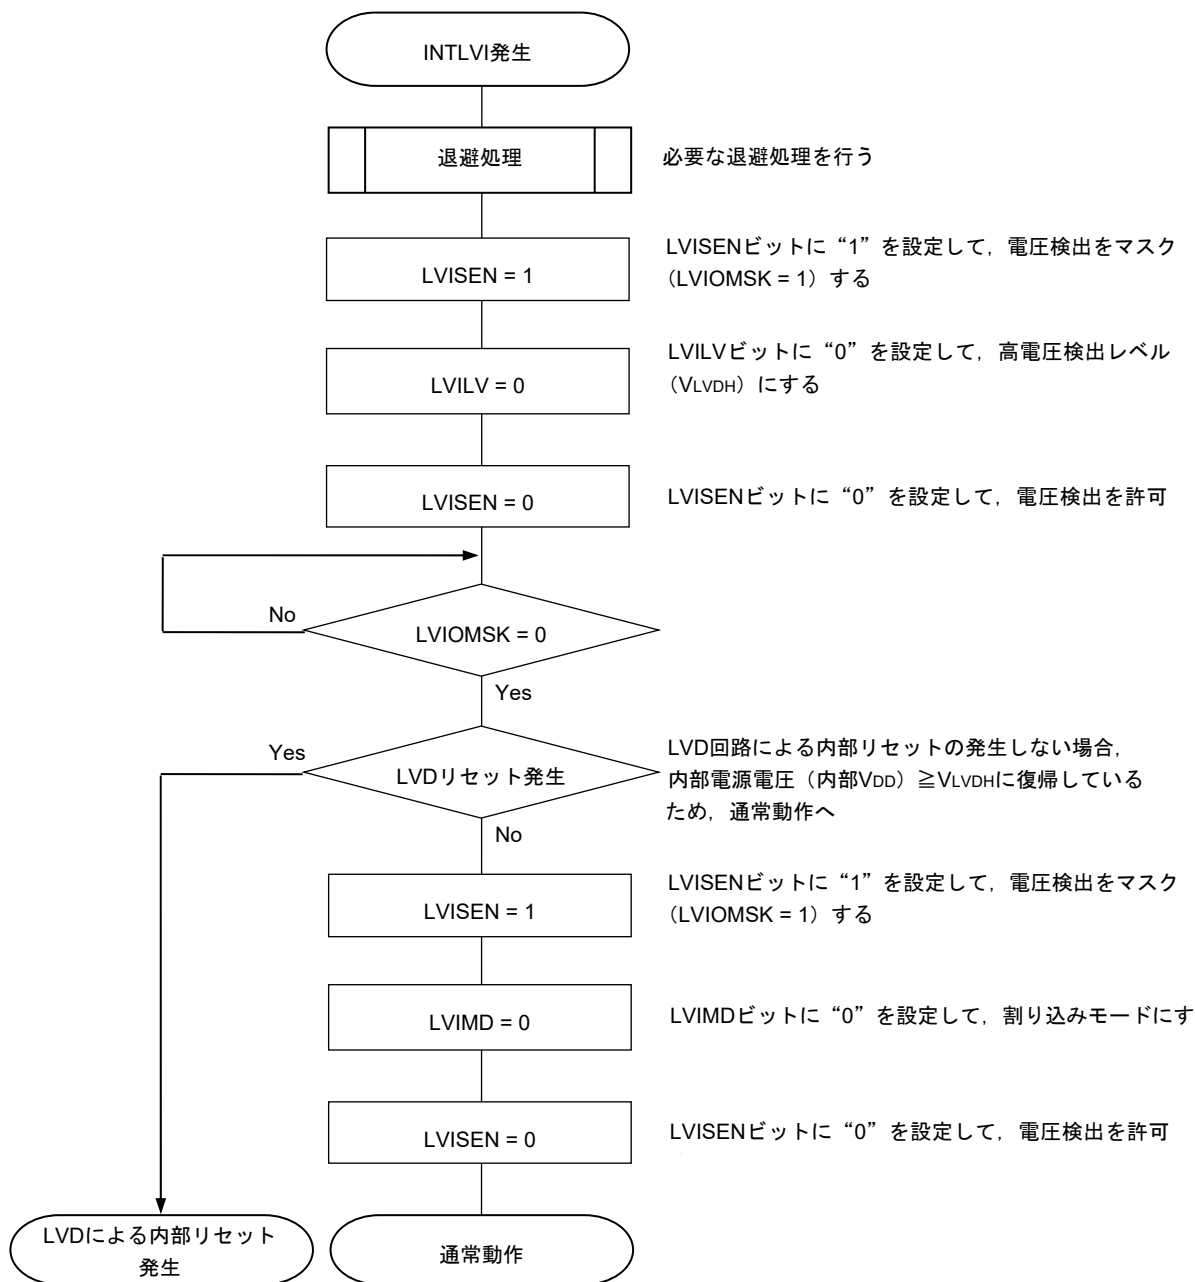 INTLVI発生
退避処理
必要な退避処理を行う
LVISEN = 1
LVISENビットに“1”を設定して，電圧検出をマスク
（LVIOMSK = 1）する
LVILV = 0
LVILVビットに“0”を設定して，高電圧検出レベル
（VLVDH）にする
LVISEN = 0
LVISENビットに“0”を設定して，電圧検出を許可
No
LVIOMSK = 0
Yes
Yes
LVDリセット発生
LVD回路による内部リセットの発生しない場合，
内部電源電圧（内部VDD）≧VLVDHに復帰している
ため，通常動作へ
No
LVISEN = 1
LVISENビットに“1”を設定して，電圧検出をマスク
（LVIOMSK = 1）する
LVIMD = 0
LVIMDビットに“0”を設定して，割り込みモードにす
LVISEN = 0
LVISENビットに“0”を設定して，電圧検出を許可
LVDによる内部リセット
発生
通常動作